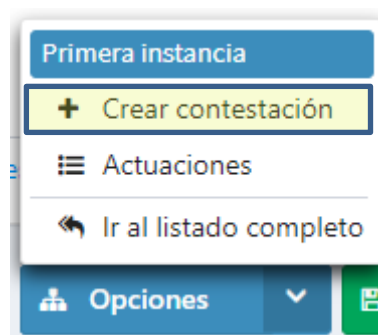 Primera instancia
Crear contestación
Actuaciones
Ir al listado completo
Opciones